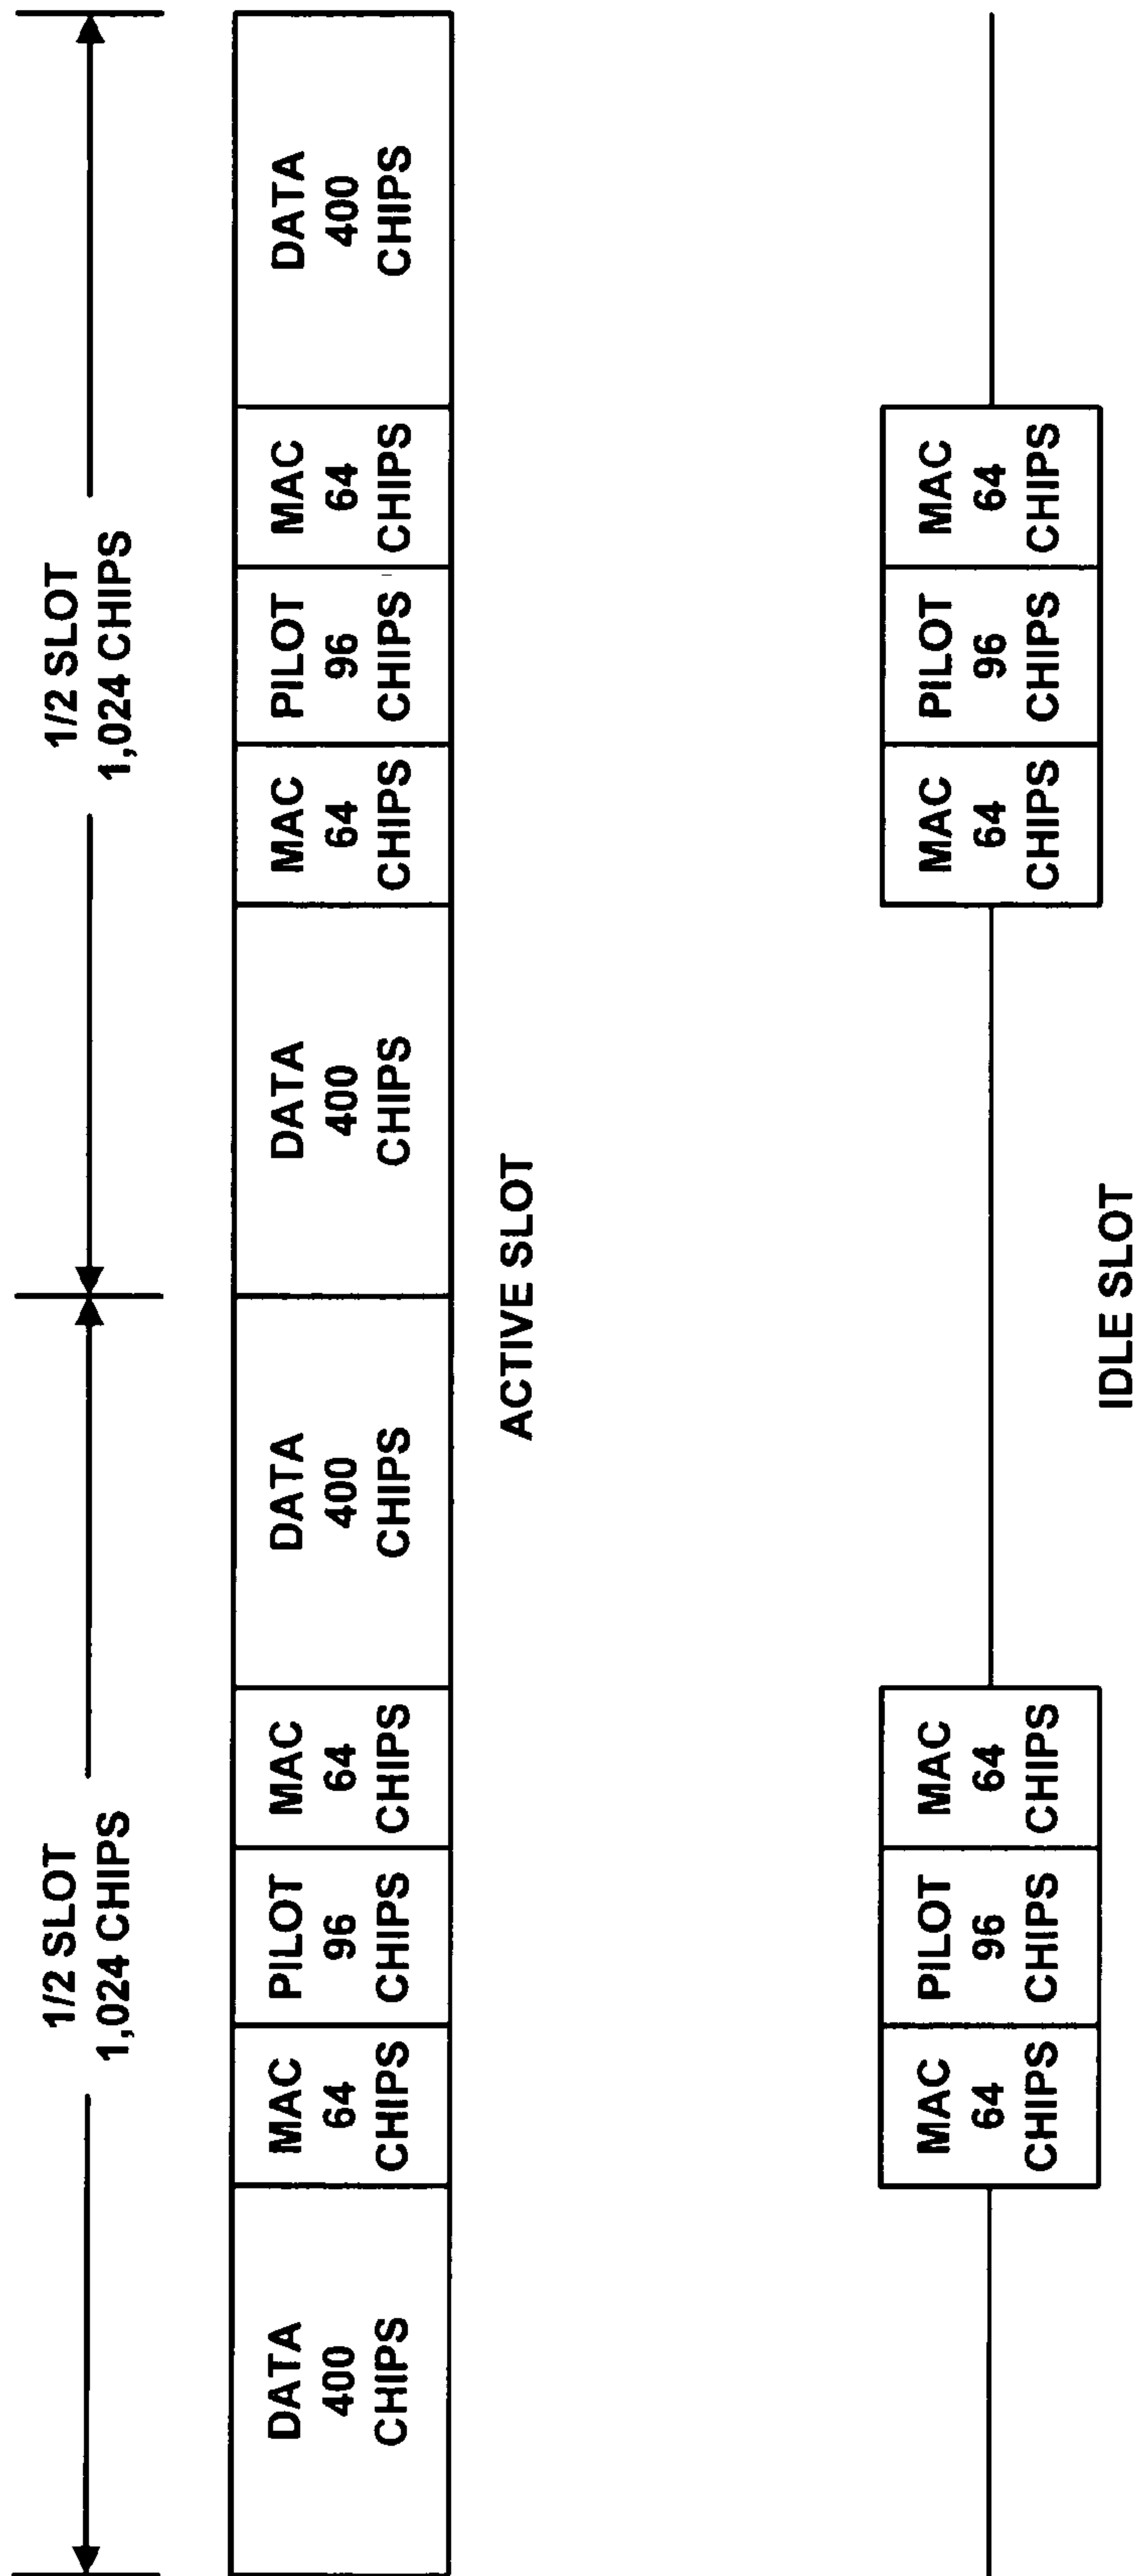 1/2 SLOT
1,024 CHIPS
1/2 SLOT
1,024 CHIPS
DATA
400
CHIPS
MAC
64
CHIPS
PILOT
96
CHIPS
MAC
64
CHIPS
DATA
400
CHIPS
DATA
400
CHIPS
MAC
64
CHIPS
PILOT
96
CHIPS
MAC
64
CHIPS
DATA
400
CHIPS
ACTIVE SLOT
MAC
64
CHIPS
PILOT
96
CHIPS
MAC
64
CHIPS
MAC
64
CHIPS
PILOT
96
CHIPS
MAC
64
CHIPS
IDLE SLOT